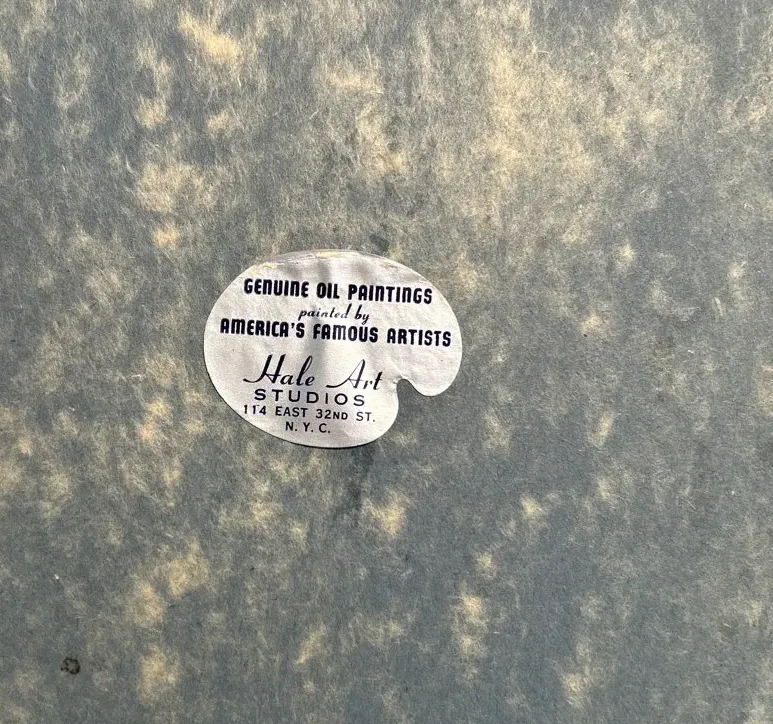 GENUINE OIL PAINTINGS
painted by
AMERICA'S FAMOUS ARTISTS
Hale Art
STUDIOS
114 EAST 32ND ST.
N.Y.C.